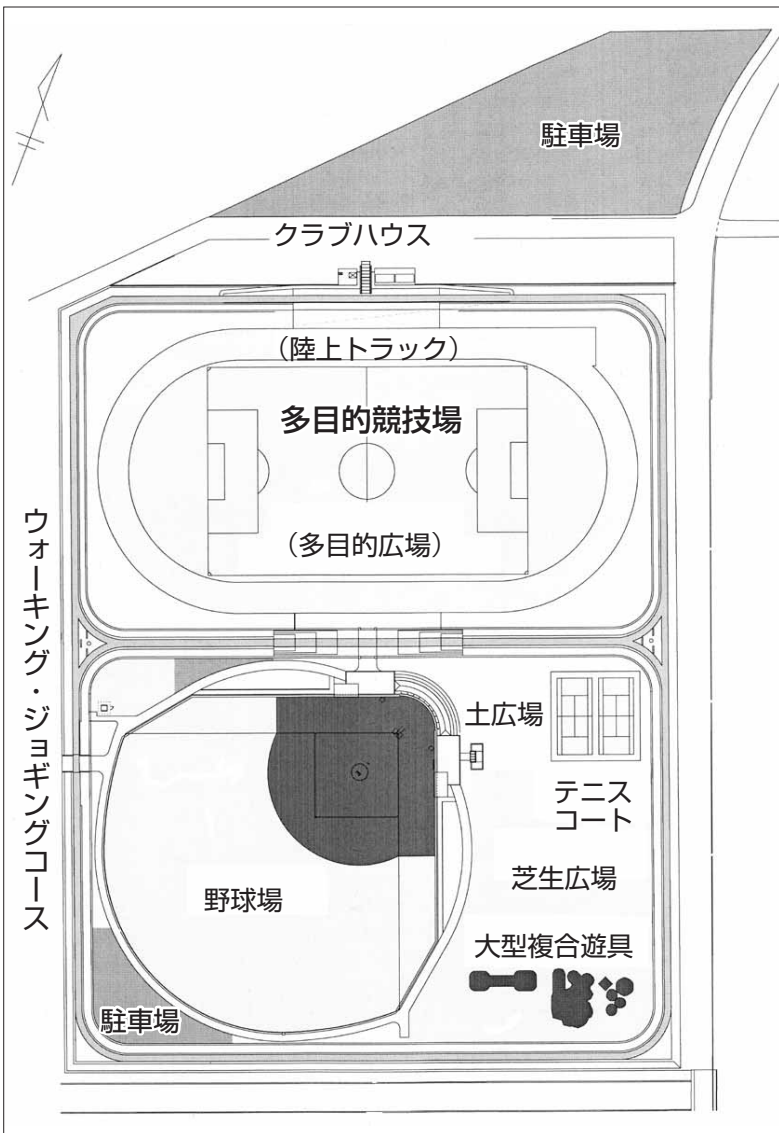 駐車場
クラブハウス
（陸上トラック）
多目的競技場
（多目的広場）
ウォーキング・ジョギングコース
土広場
テニス
コート
芝生広場
野球場
大型複合遊具
駐車場